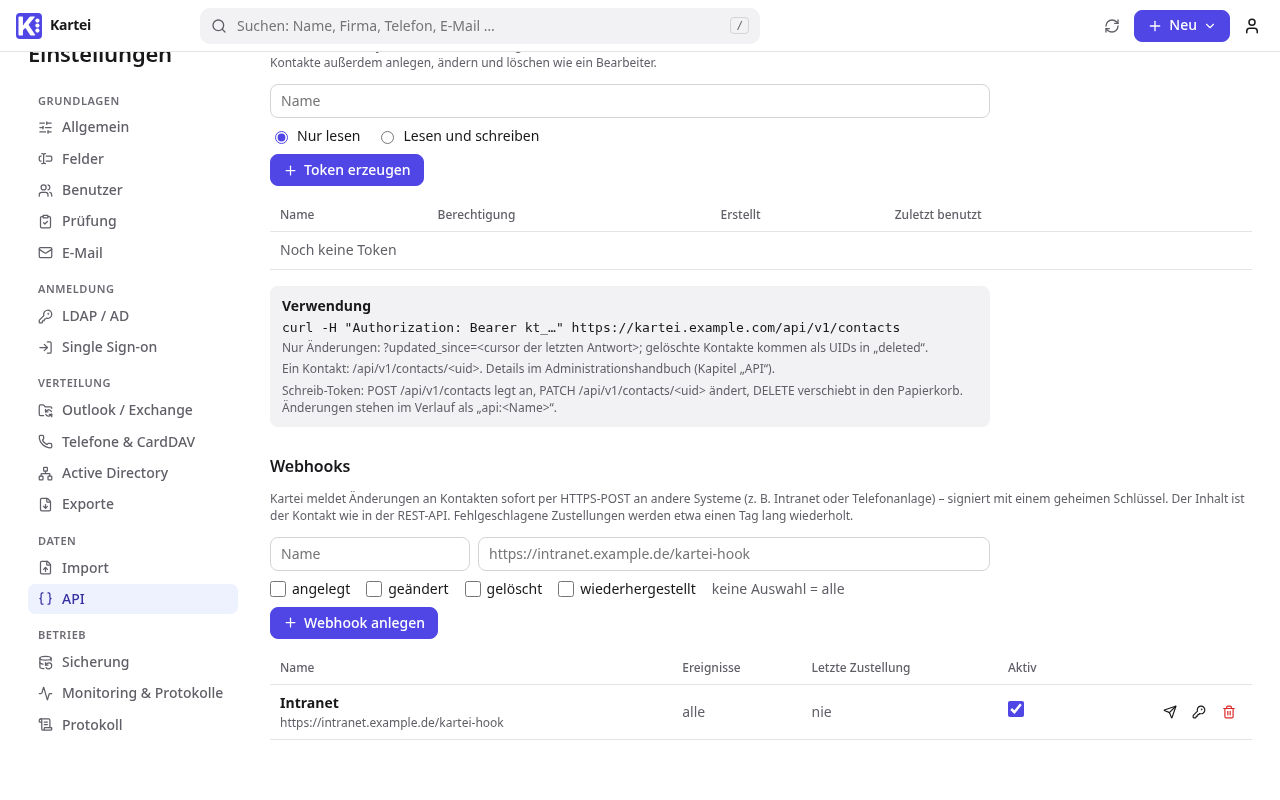 Kartei
Suchen: Name, Firma, Telefon, E-Mail …
/
Neu
Einstellungen
GRUNDLAGEN
Allgemein
Felder
Benutzer
Prüfung
E-Mail
ANMELDUNG
LDAP / AD
Single Sign-on
VERTEILUNG
Outlook / Exchange
Telefone & CardDAV
Active Directory
Exporte
DATEN
Import
API
BETRIEB
Sicherung
Monitoring & Protokolle
Protokoll
Kontakte außerdem anlegen, ändern und löschen wie ein Bearbeiter.
Name
Nur lesen Lesen und schreiben
Token erzeugen
Name Berechtigung Erstellt Zuletzt benutzt
Noch keine Token
Verwendung
curl -H "Authorization: Bearer kt_…" https://kartei.example.com/api/v1/contacts
Nur Änderungen: ?updated_since=<cursor der letzten Antwort>; gelöschte Kontakte kommen als UIDs in „deleted“.
Ein Kontakt: /api/v1/contacts/<uid>. Details im Administrationshandbuch (Kapitel „API“).
Schreib-Token: POST /api/v1/contacts legt an, PATCH /api/v1/contacts/<uid> ändert, DELETE verschiebt in den Papierkorb.
Änderungen stehen im Verlauf als „api:<Name>“.
Webhooks
Kartei meldet Änderungen an Kontakten sofort per HTTPS-POST an andere Systeme (z. B. Intranet oder Telefonanlage) – signiert mit einem geheimen Schlüssel. Der Inhalt ist
der Kontakt wie in der REST-API. Fehlgeschlagene Zustellungen werden etwa einen Tag lang wiederholt.
Name https://intranet.example.de/kartei-hook
angelegt geändert gelöscht wiederhergestellt keine Auswahl = alle
Webhook anlegen
Name Ereignisse Letzte Zustellung Aktiv
Intranet
https://intranet.example.de/kartei-hook
alle nie